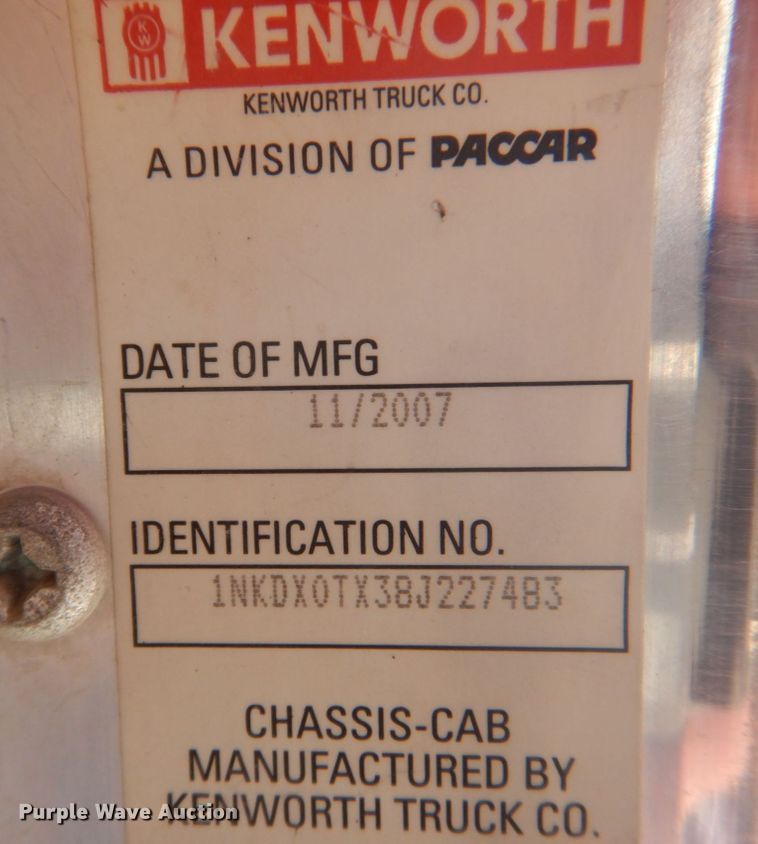 KW
KENWORTH
KENWORTH TRUCK CO.
A DIVISION OF PACCAR
DATE OF MFG
11/2007
IDENTIFICATION NO.
1NKDX0TX38J227483
CHASSIS-CAB
MANUFACTURED BY
KENWORTH TRUCK CO.
Purple Wave Auction